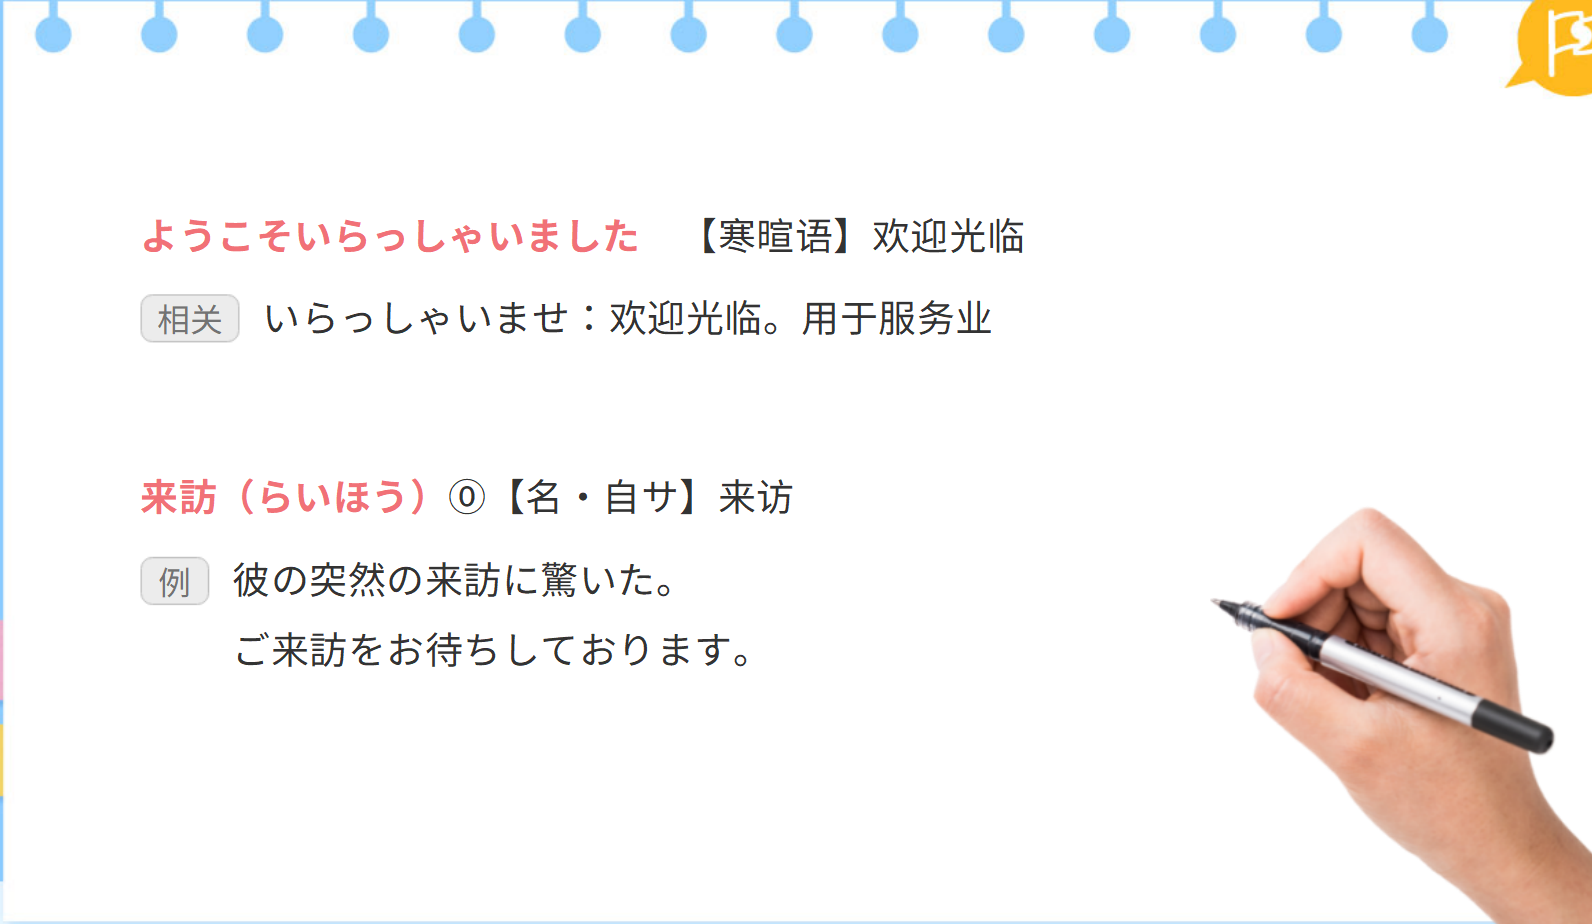 ようこそいらっしゃいました 【寒暄语】欢迎光临
相关 いらっしゃいませ：欢迎光临。用于服务业
来訪（らいほう）⓪【名・自サ】来访
例 彼の突然の来訪に驚いた。
ご来訪をお待ちしております。